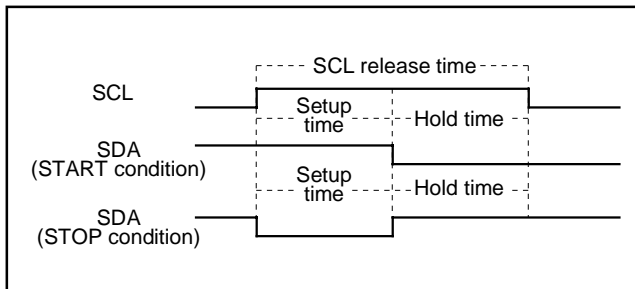 SCL release time
SCL
Setup
time
Hold time
SDA
(START condition)
Setup
time
Hold time
SDA
(STOP condition)